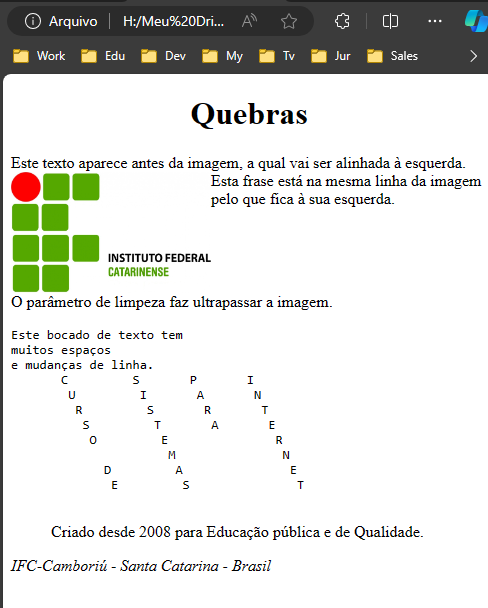 Arquivo | H:/Meu%20Dri...
Work Edu Dev My Tv Jur Sales
Quebras
Este texto aparece antes da imagem, a qual vai ser alinhada à esquerda.
Esta frase está na mesma linha da imagem
pelo que fica à sua esquerda.
INSTITUTO FEDERAL
CATARINENSE
O parâmetro de limpeza faz ultrapassar a imagem.
Este bocado de texto tem
muitos espaços
e mudanças de linha.
       C         S       P       I
        U         I       A       N
         R         S       R       T
          S         T       A       E
           O         E               R
                      M               N
             D         A               E
              E         S               T
Criado desde 2008 para Educação pública e de Qualidade.
IFC-Camboriú - Santa Catarina - Brasil